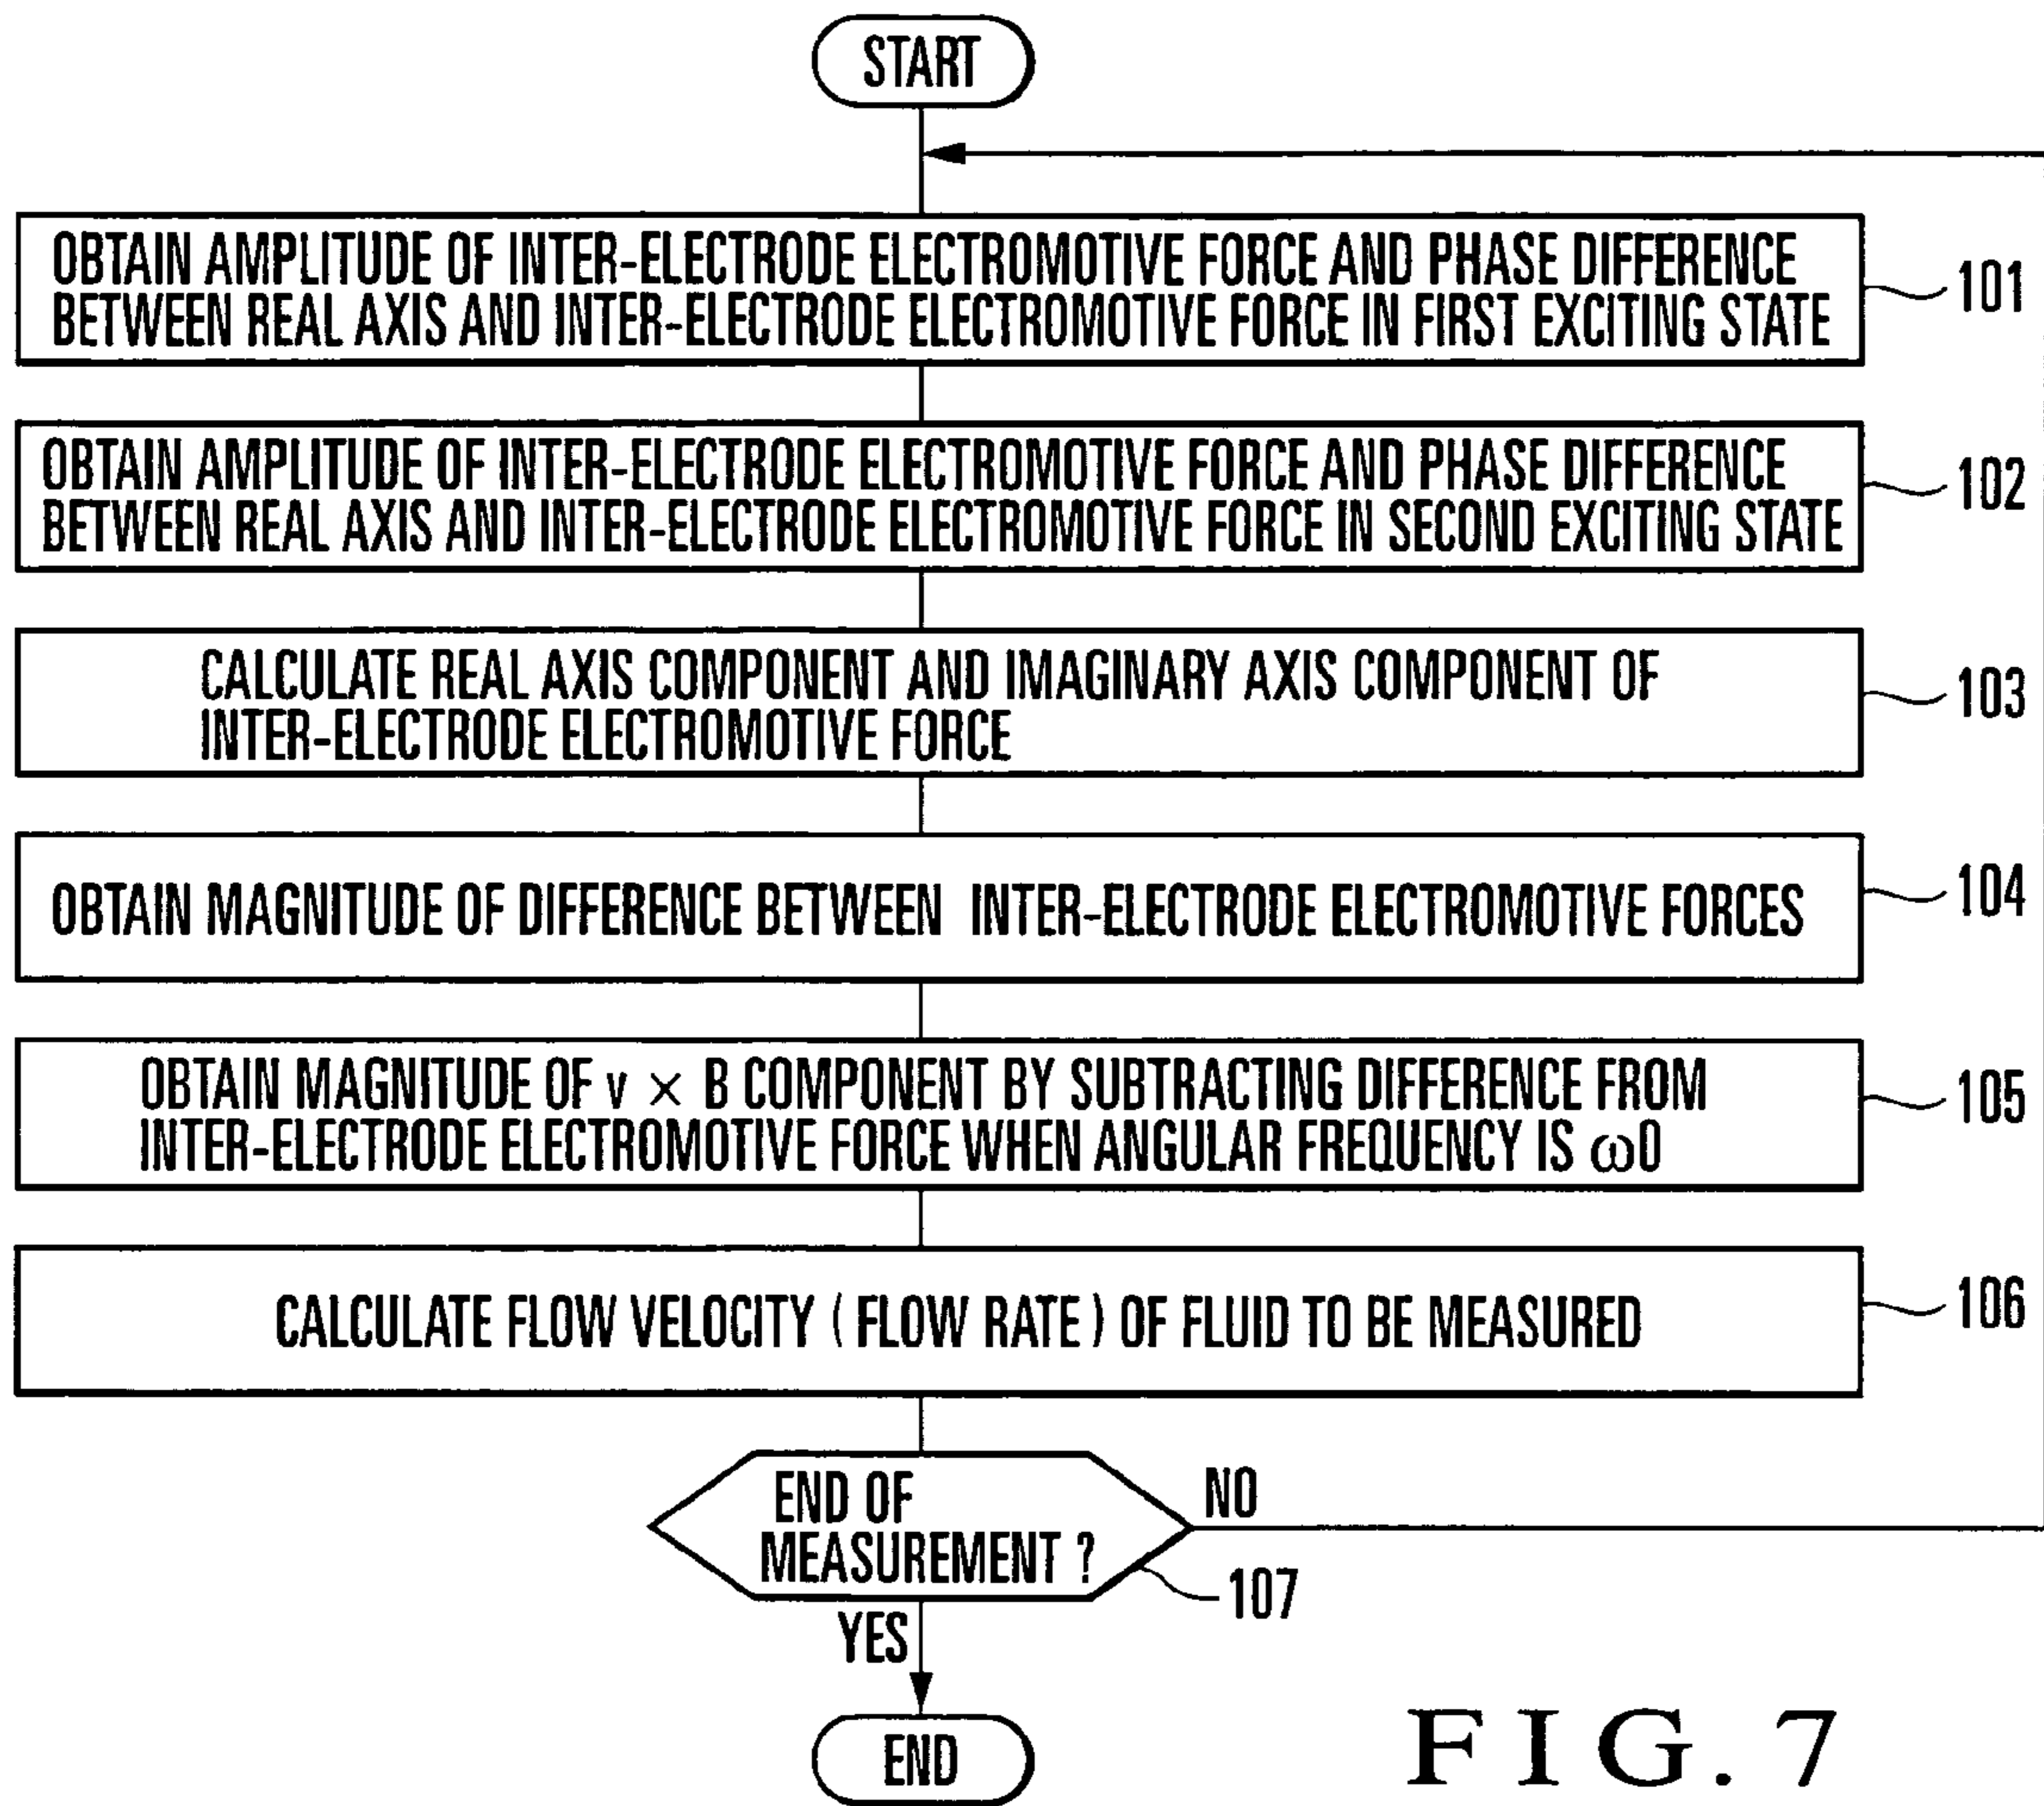 START
OBTAIN AMPLITUDE OF INTER-ELECTRODE ELECTROMOTIVE FORCE AND PHASE DIFFERENCE
BETWEEN REAL AXIS AND INTER-ELECTRODE ELECTROMOTIVE FORCE IN FIRST EXCITING STATE
101
OBTAIN AMPLITUDE OF INTER-ELECTRODE ELECTROMOTIVE FORCE AND PHASE DIFFERENCE
BETWEEN REAL AXIS AND INTER-ELECTRODE ELECTROMOTIVE FORCE IN SECOND EXCITING STATE
102
CALCULATE REAL AXIS COMPONENT AND IMAGINARY AXIS COMPONENT OF
INTER-ELECTRODE ELECTROMOTIVE FORCE
103
OBTAIN MAGNITUDE OF DIFFERENCE BETWEEN INTER-ELECTRODE ELECTROMOTIVE FORCES
104
OBTAIN MAGNITUDE OF v × B COMPONENT BY SUBTRACTING DIFFERENCE FROM
INTER-ELECTRODE ELECTROMOTIVE FORCE WHEN ANGULAR FREQUENCY IS ω0
105
CALCULATE FLOW VELOCITY (FLOW RATE) OF FLUID TO BE MEASURED
106
END OF
MEASUREMENT ?
NO
107
YES
END
FIG. 7